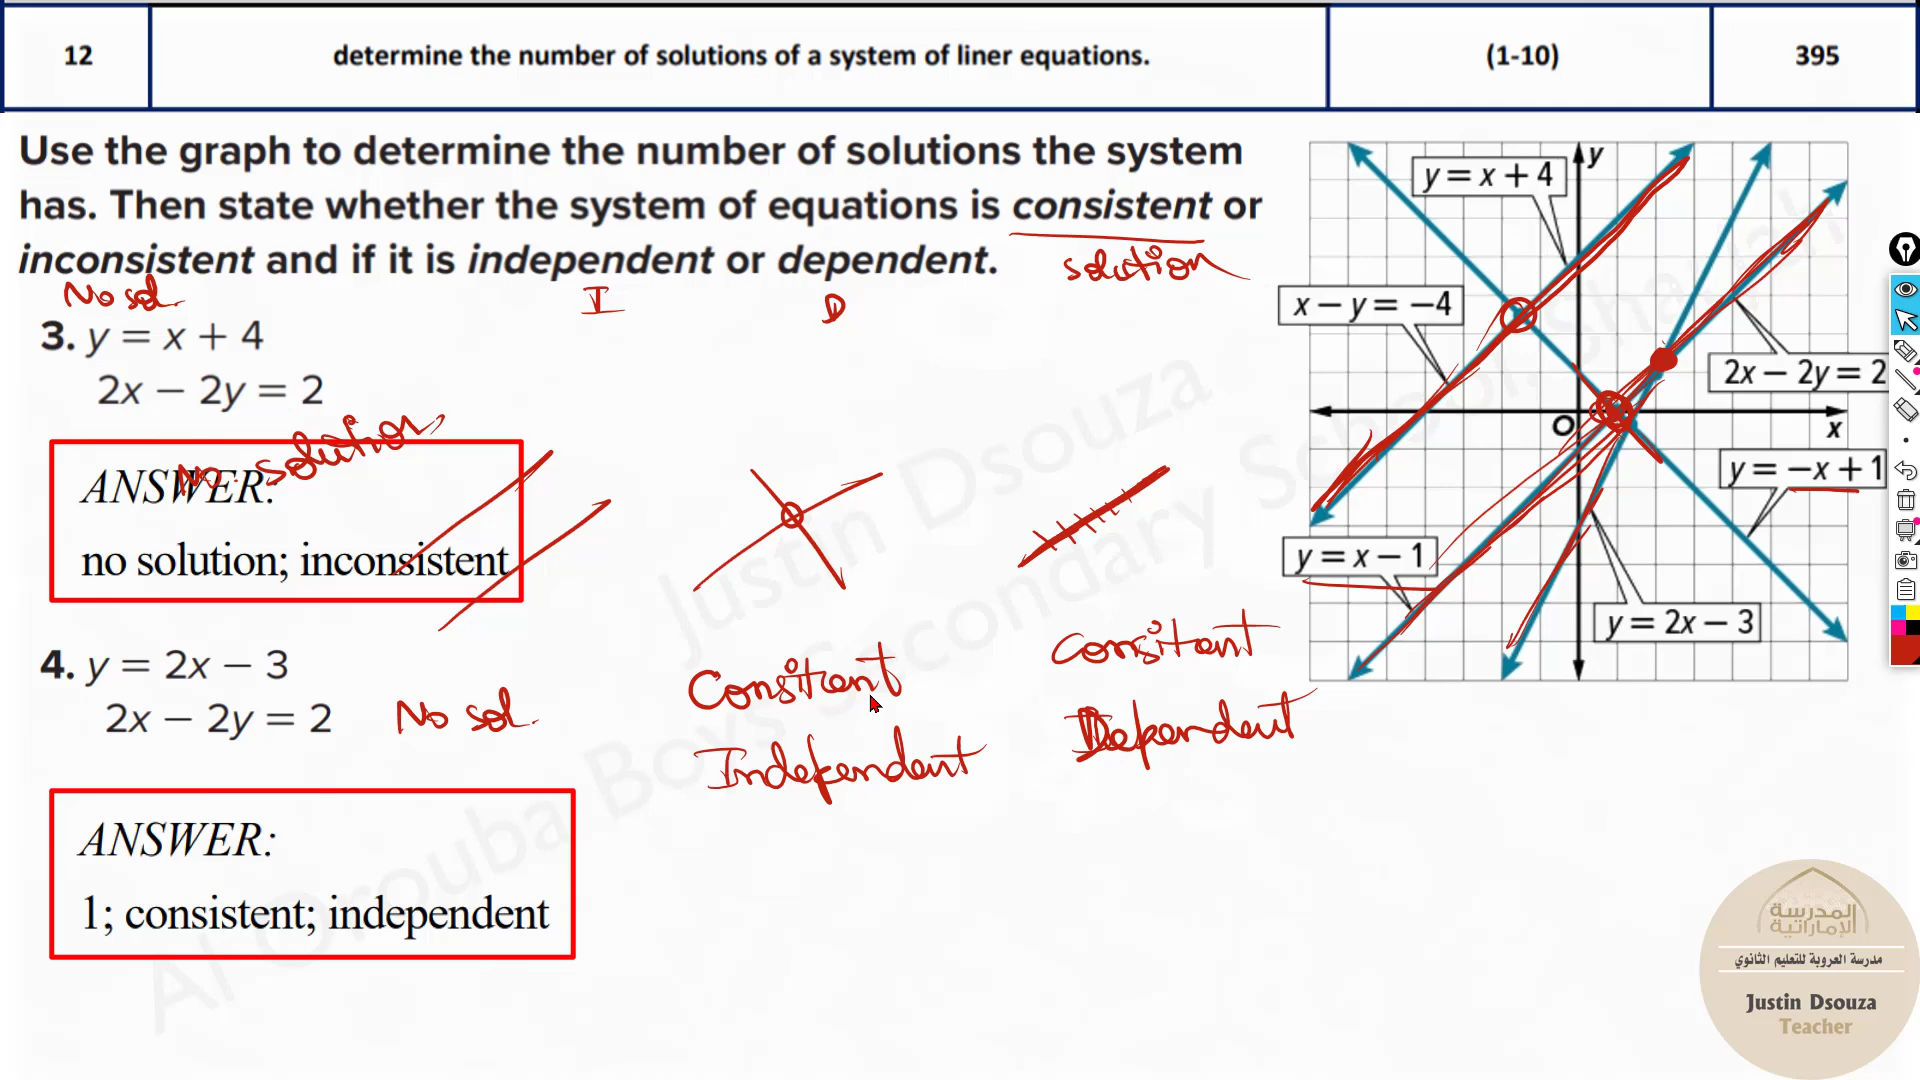 12 determine the number of solutions of a system of liner equations. (1-10) 395
Use the graph to determine the number of solutions the system
has. Then state whether the system of equations is consistent or
inconsistent and if it is independent or dependent.
solution
No sol.
I
D
3. y = x + 4
2x − 2y = 2
No solution
ANSWER:
no solution; inconsistent
4. y = 2x − 3
2x − 2y = 2
No sol.
ANSWER:
1; consistent; independent
Consitant
Independent
Consitant
Dependent
y = x + 4
y
x − y = −4
2x − 2y = 2
O
x
y = −x + 1
y = x − 1
y = 2x − 3
Justin Dsouza
Al Orouba Boys Secondary School, Sharjah
المدرسة
الإماراتية
مدرسة العروبة للتعليم الثانوي
Justin Dsouza
Teacher